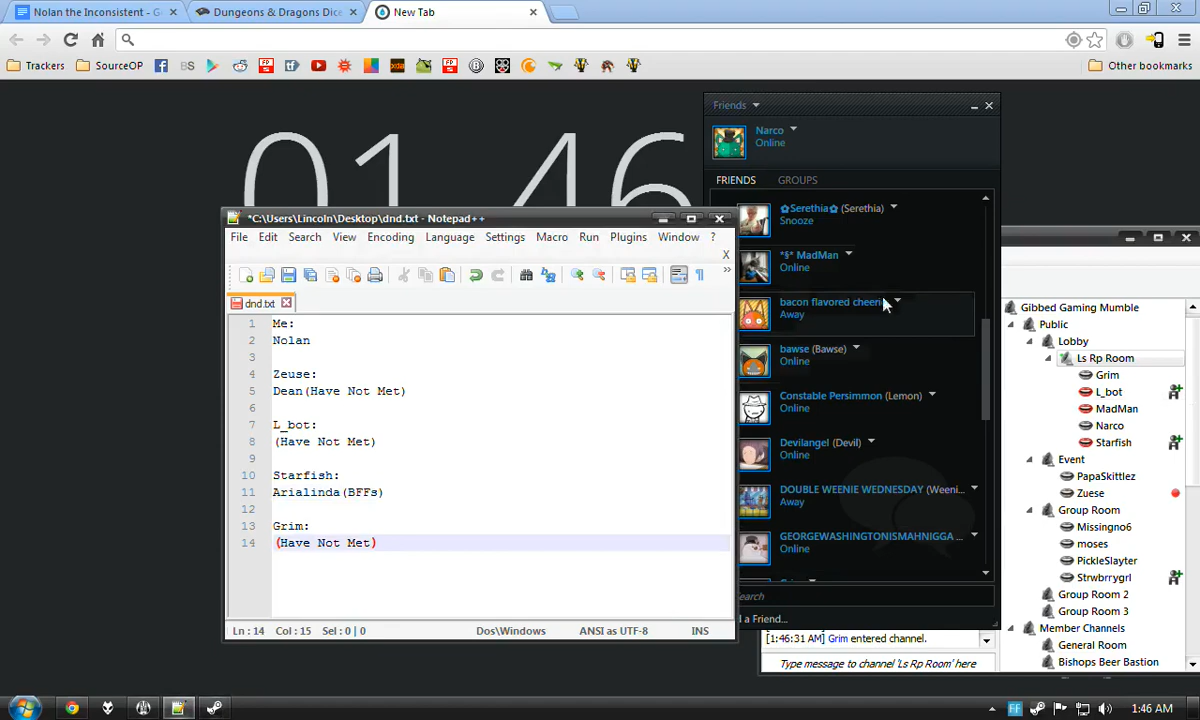 Nolan the Inconsistent - G
Dungeons & Dragons Dice
New Tab
Trackers
SourceOP
BS
Other bookmarks
01 46
Friends
Narco
Online
FRIENDS
GROUPS
✿Serethia✿ (Serethia)
Snooze
*§* MadMan
Online
bacon flavored cheeri
Away
bawse (Bawse)
Online
Constable Persimmon (Lemon)
Online
Devilangel (Devil)
Online
DOUBLE WEENIE WEDNESDAY (Weeni...
Away
GEORGEWASHINGTONISMAHNIGGA ...
Online
earch
d a Friend...
*C:\Users\Lincoln\Desktop\dnd.txt - Notepad++
File Edit Search View Encoding Language Settings Macro Run Plugins Window ?
X
dnd.txt
1 Me:
2 Nolan
3
4 Zeuse:
5 Dean(Have Not Met)
6
7 L_bot:
8 (Have Not Met)
9
10 Starfish:
11 Arialinda(BFFs)
12
13 Grim:
14 (Have Not Met)
Ln : 14 Col : 15 Sel : 0 | 0
Dos\Windows
ANSI as UTF-8
INS
Gibbed Gaming Mumble
Public
Lobby
Ls Rp Room
Grim
L_bot
MadMan
Narco
Starfish
Event
PapaSkittlez
Zuese
Group Room
Missingno6
moses
PickleSlayter
Strwbrrygrl
Group Room 2
Group Room 3
Member Channels
General Room
Bishops Beer Bastion
[1:46:31 AM] Grim entered channel.
Type message to channel 'Ls Rp Room' here
FF
1:46 AM